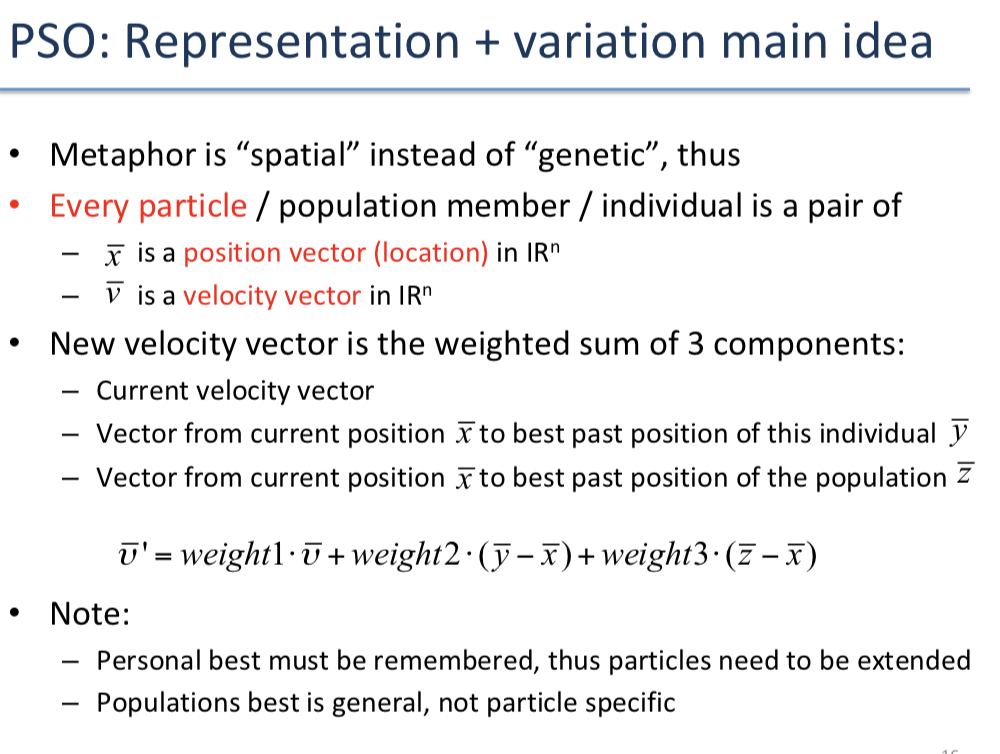 PSO: Representation + variation main idea
• Metaphor is “spatial” instead of “genetic”, thus
• Every particle / population member / individual is a pair of
– x̅ is a position vector (location) in IRⁿ
– v̅ is a velocity vector in IRⁿ
• New velocity vector is the weighted sum of 3 components:
– Current velocity vector
– Vector from current position x̅ to best past position of this individual y̅
– Vector from current position x̅ to best past position of the population z̅
υ̅' = weight1·υ̅ + weight2·(y̅ – x̅) + weight3·(z̅ – x̅)
• Note:
– Personal best must be remembered, thus particles need to be extended
– Populations best is general, not particle specific